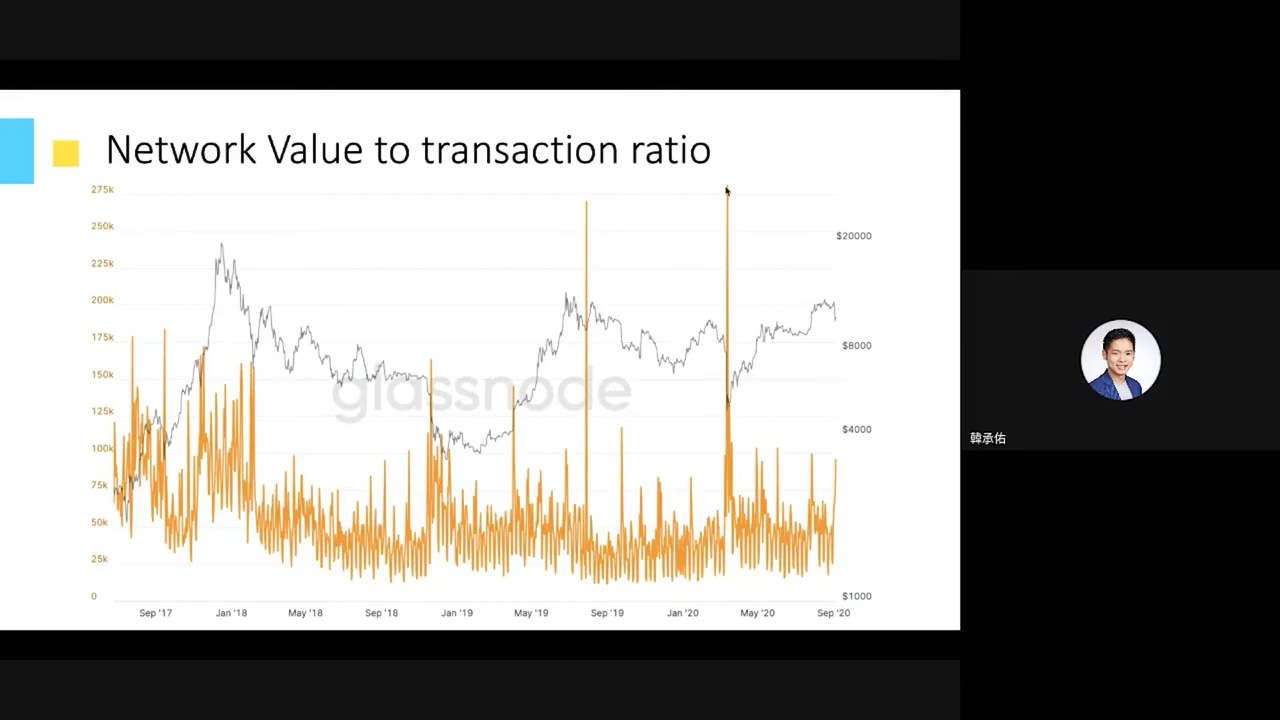 Network Value to transaction ratio
275k
250k
225k
200k
175k
150k
125k
100k
75k
50k
25k
0
$20000
$8000
$4000
$1000
glassnode
Sep '17 Jan '18 May '18 Sep '18 Jan '19 May '19 Sep '19 Jan '20 May '20 Sep '20
韓承佑